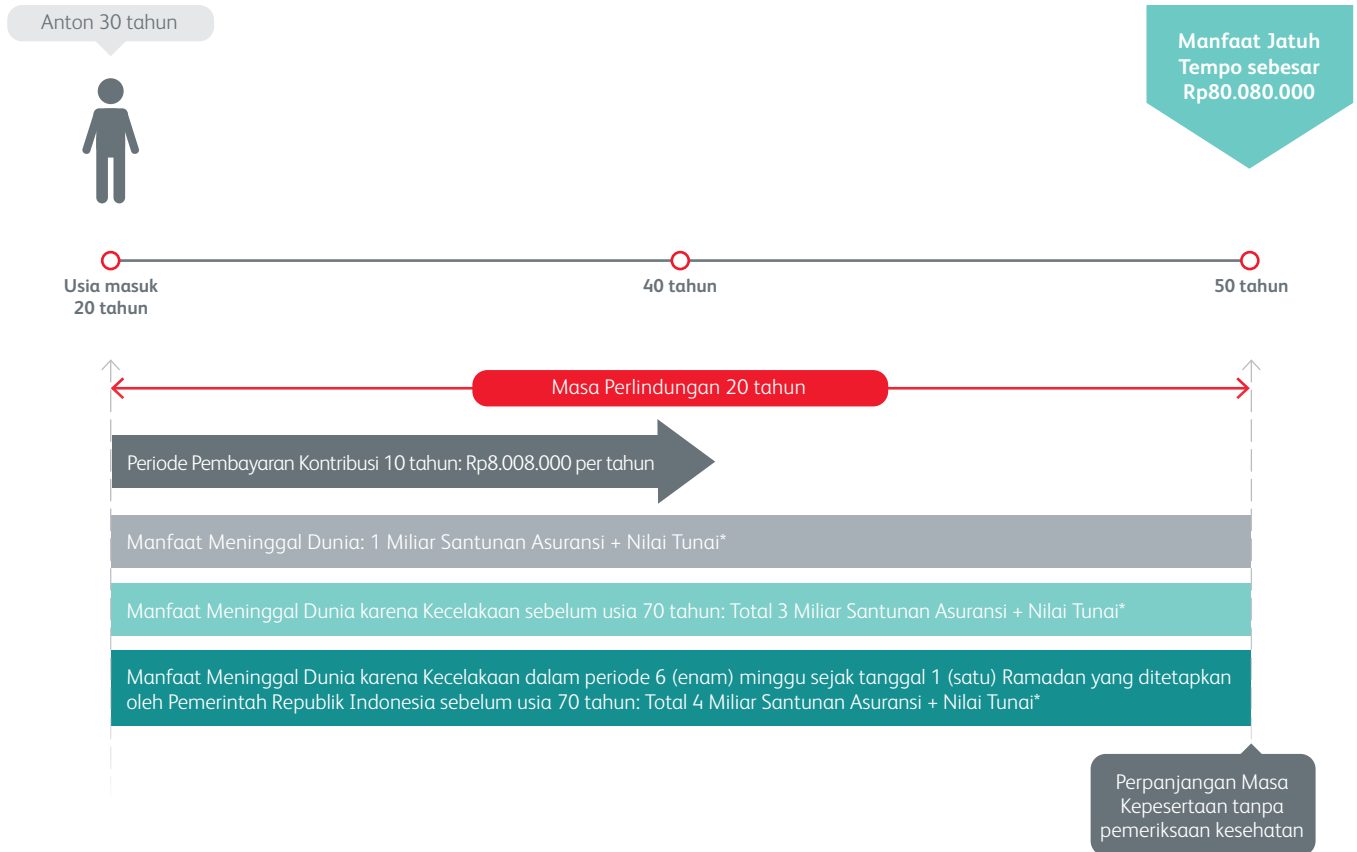 Anton 30 tahun
Manfaat Jatuh
Tempo sebesar
Rp80.080.000
Usia masuk
20 tahun
40 tahun
50 tahun
Masa Perlindungan 20 tahun
Periode Pembayaran Kontribusi 10 tahun: Rp8.008.000 per tahun
Manfaat Meninggal Dunia: 1 Miliar Santunan Asuransi + Nilai Tunai*
Manfaat Meninggal Dunia karena Kecelakaan sebelum usia 70 tahun: Total 3 Miliar Santunan Asuransi + Nilai Tunai*
Manfaat Meninggal Dunia karena Kecelakaan dalam periode 6 (enam) minggu sejak tanggal 1 (satu) Ramadan yang ditetapkan
oleh Pemerintah Republik Indonesia sebelum usia 70 tahun: Total 4 Miliar Santunan Asuransi + Nilai Tunai*
Perpanjangan Masa
Kepesertaan tanpa
pemeriksaan kesehatan